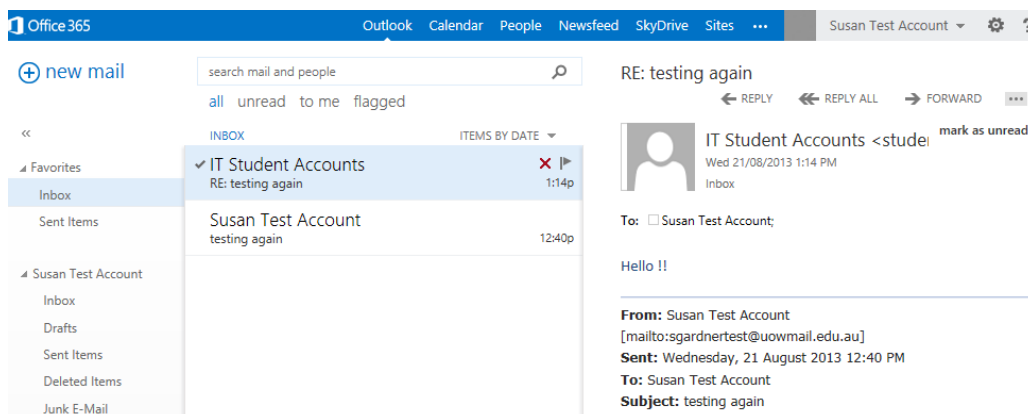 Office 365 Outlook Calendar People Newsfeed SkyDrive Sites ••• Susan Test Account ?
new mail
search mail and people
all unread to me flagged
«
INBOX ITEMS BY DATE
Favorites
Inbox
Sent Items
Susan Test Account
Inbox
Drafts
Sent Items
Deleted Items
Junk E-Mail
IT Student Accounts
RE: testing again 1:14p
Susan Test Account
testing again 12:40p
RE: testing again
REPLY REPLY ALL FORWARD •••
mark as unread
IT Student Accounts <studei
Wed 21/08/2013 1:14 PM
Inbox
To: Susan Test Account;
Hello !!
From: Susan Test Account
[mailto:sgardnertest@uowmail.edu.au]
Sent: Wednesday, 21 August 2013 12:40 PM
To: Susan Test Account
Subject: testing again